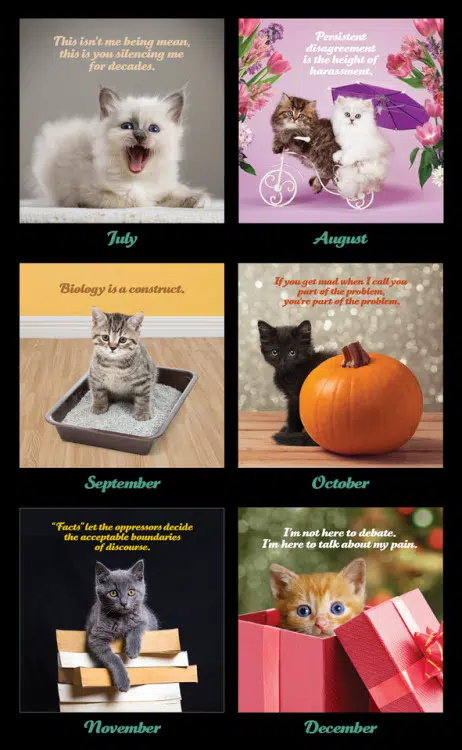 This isn't me being mean,
this is you silencing me
for decades.
July
Persistent
disagreement
is the height of
harassment.
August
Biology is a construct.
September
If you get mad when I call you
part of the problem,
you're part of the problem.
October
"Facts" let the oppressors decide
the acceptable boundaries
of discourse.
November
I'm not here to debate.
I'm here to talk about my pain.
December